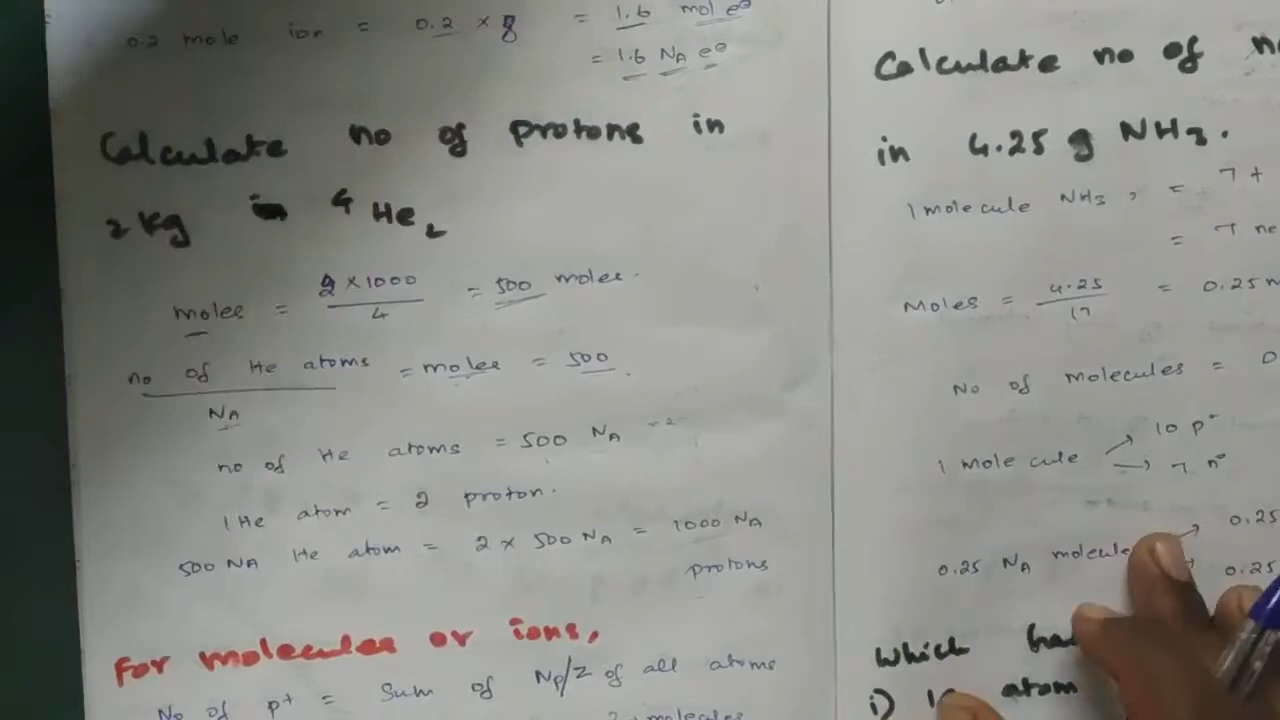 0.2 mole ion = 0.2 × 8 = 1.6 mol e⊖
= 1.6 NA e⊖
Calculate no of protons in
2 kg ⁴He₂
moles = 2 × 1000 / 4 = 500 moles.
no of He atoms / NA = moles = 500.
no of He atoms = 500 NA
1 He atom = 2 proton.
500 NA He atom = 2 × 500 NA = 1000 NA
protons
For molecules or ions,
No of p+ = Sum of Np/Z of all atoms
molecules
Calculate no of
in 4.25 g NH3.
1 molecule NH3, = 7 +
= 7 ne
Moles = 4.25 / 17 = 0.25
No of molecules = 0
1 molecule → 10 p+
→ 7 n⁰
0.25 NA molecule → 0.25
→ 0.25
Which
i) atom